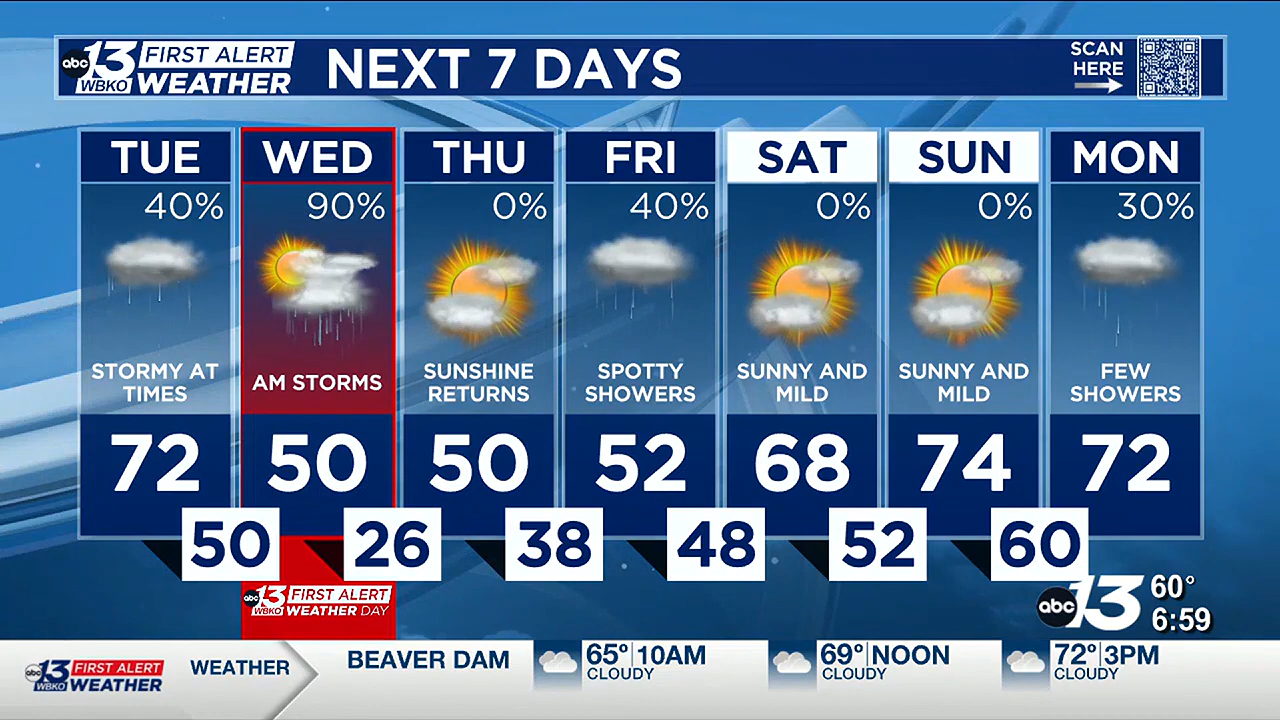 abc 13 WBKO FIRST ALERT WEATHER
NEXT 7 DAYS
SCAN HERE
TUE
40%
STORMY AT
TIMES
72
50
WED
90%
AM STORMS
50
26
abc 13 WBKO FIRST ALERT WEATHER DAY
THU
0%
SUNSHINE
RETURNS
50
38
FRI
40%
SPOTTY
SHOWERS
52
48
SAT
0%
SUNNY AND
MILD
68
52
SUN
0%
SUNNY AND
MILD
74
60
MON
30%
FEW
SHOWERS
72
abc 13
60°
6:59
abc 13 WBKO FIRST ALERT WEATHER
WEATHER
BEAVER DAM
65° 10AM
CLOUDY
69° NOON
CLOUDY
72° 3PM
CLOUDY